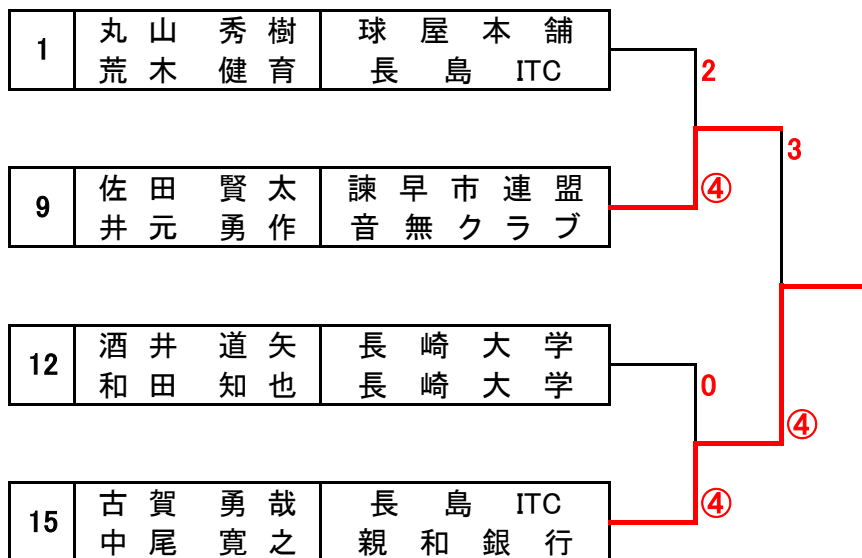 1 丸山 秀樹 球屋本舗
荒木 健育 長島 ITC
2
3
9 佐田 賢太 諫早市連盟
井元 勇作 音無クラブ
④
12 酒井 道矢 長崎大学
和田 知也 長崎大学
0
④
15 古賀 勇哉 長島 ITC
中尾 寛之 親和銀行
④